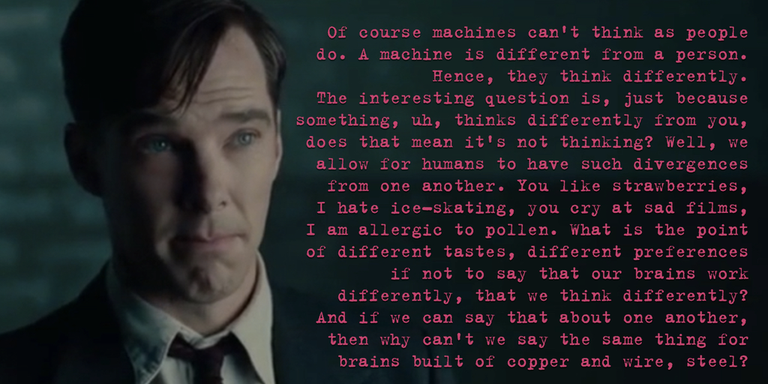 Of course machines can't think as people
do. A machine is different from a person.
Hence, they think differently.
The interesting question is, just because
something, uh, thinks differently from you,
does that mean it's not thinking? Well, we
allow for humans to have such divergences
from one another. You like strawberries,
I hate ice-skating, you cry at sad films,
I am allergic to pollen. What is the point
of different tastes, different preferences
if not to say that our brains work
differently, that we think differently?
And if we can say that about one another,
then why can't we say the same thing for
brains built of copper and wire, steel?